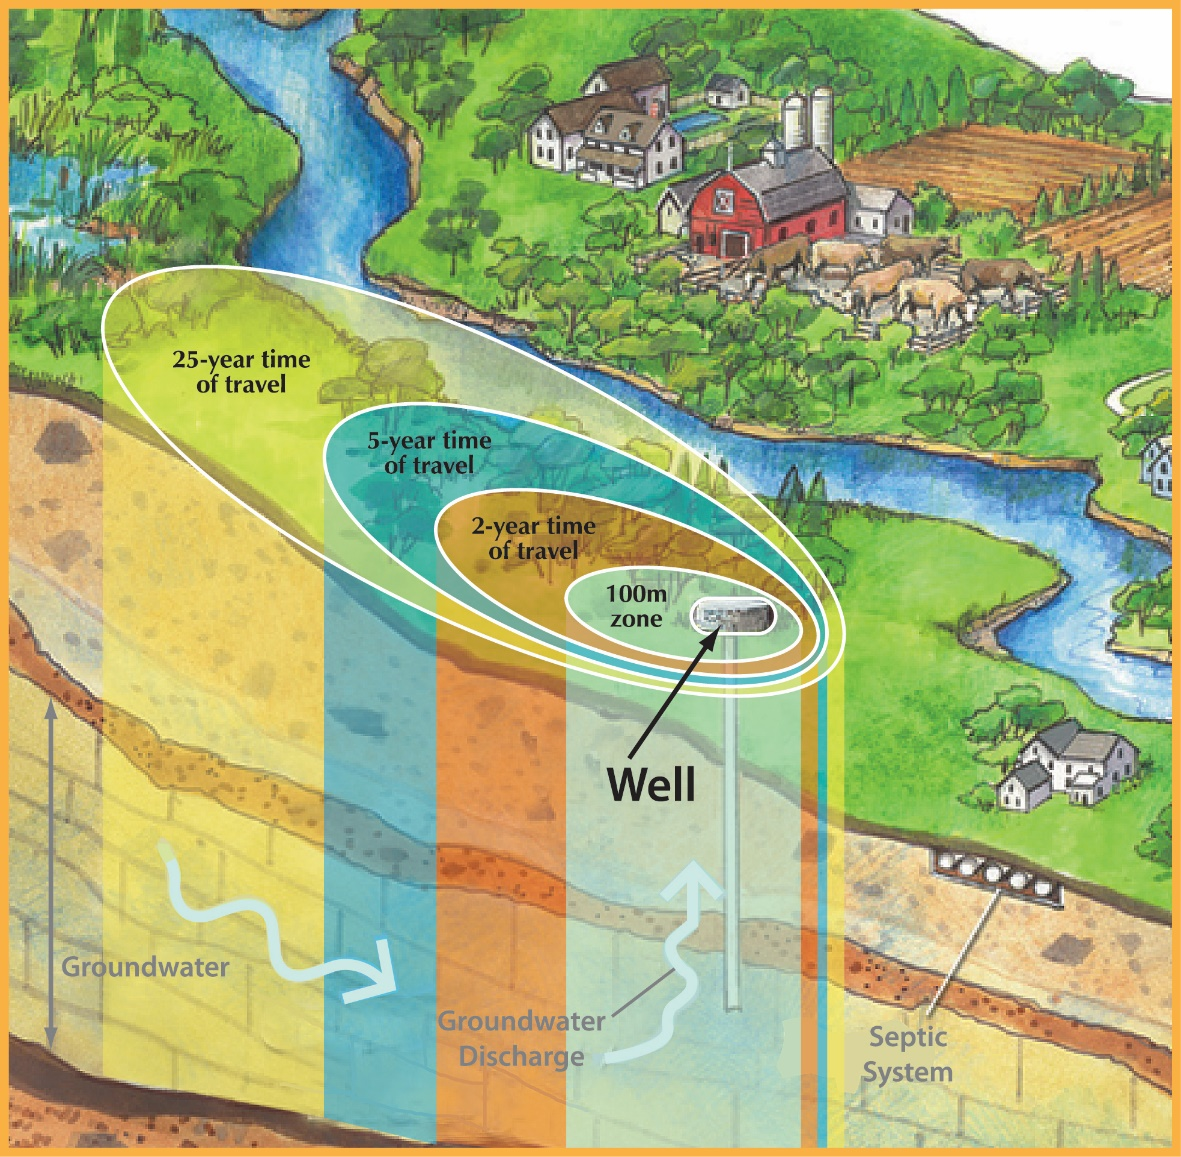 25-year time
of travel
5-year time
of travel
2-year time
of travel
100m
zone
Well
Groundwater
Groundwater
Discharge
Septic
System